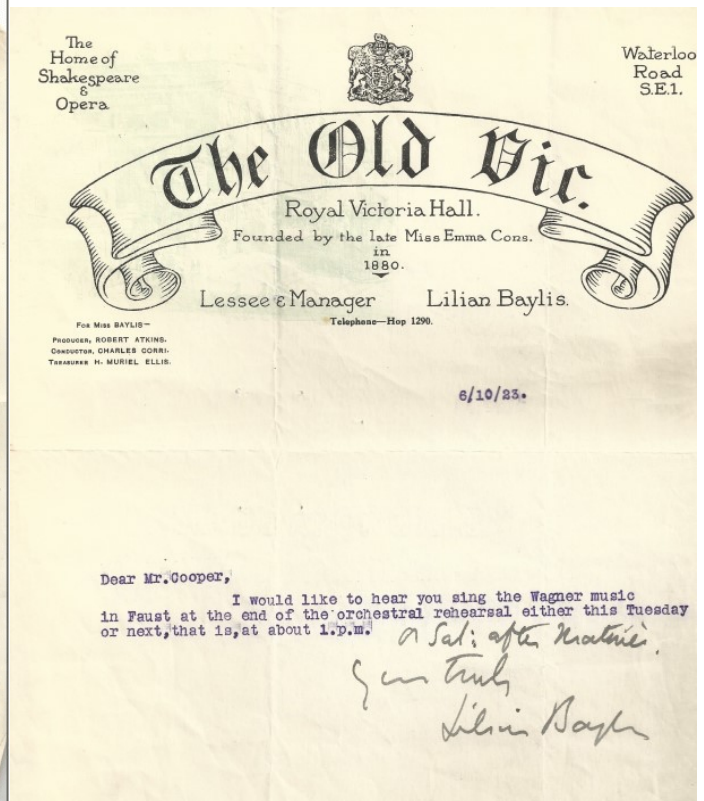 The
Home of
Shakespeare
&
Opera
Waterloo
Road
S.E.1.
The Old Vic.
Royal Victoria Hall.
Founded by the late Miss Emma Cons.
in
1880.
Lessee & Manager Lilian Baylis.
Telephone—Hop 1290.
For Miss BAYLIS—
Producer, ROBERT ATKINS.
Conductor, CHARLES CORRI.
Treasurer H. MURIEL ELLIS.
6/10/23.
Dear Mr.Cooper,
I would like to hear you sing the Wagner music
in Faust at the end of the orchestral rehearsal either this Tuesday
or next,that is,at about 1.p.m. or Sat: after Matinée.
Yours truly
Lilian Baylis